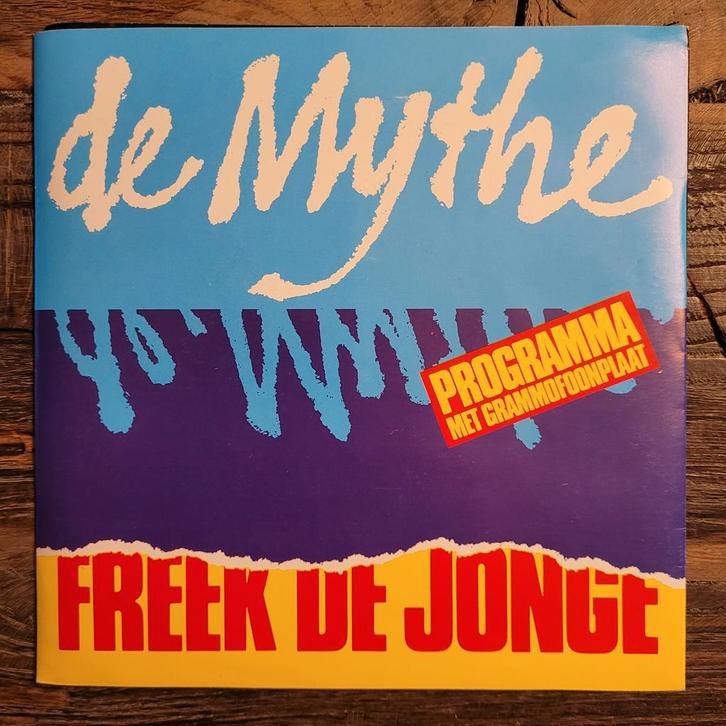 de Mythe
PROGRAMMA
MET GRAMMOFOONPLAAT
FREEK DE JONGE